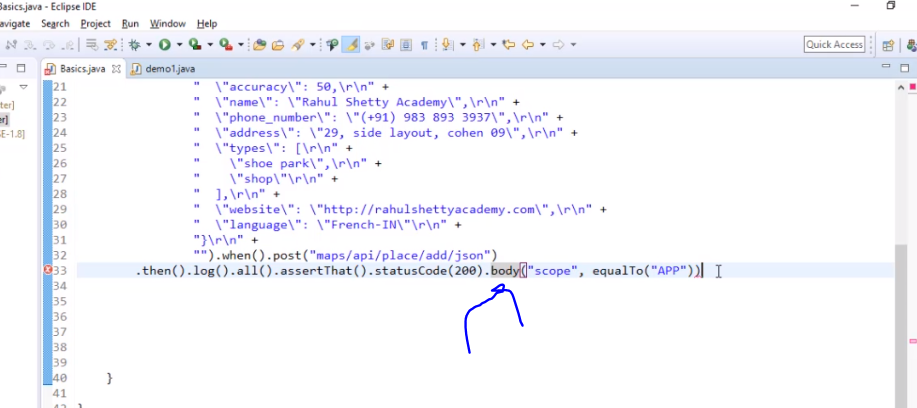 Basics.java - Eclipse IDE
avigate Search Project Run Window Help
Quick Access
Basics.java demo1.java
21 " \"accuracy\": 50,\r\n" +
22 " \"name\": \"Rahul Shetty Academy\",\r\n" +
23 " \"phone_number\": \"(+91) 983 893 3937\",\r\n" +
24 " \"address\": \"29, side layout, cohen 09\",\r\n" +
25 " \"types\": [\r\n" +
26 " \"shoe park\",\r\n" +
27 " \"shop\"\r\n" +
28 " ],\r\n" +
29 " \"website\": \"http://rahulshettyacademy.com\",\r\n" +
30 " \"language\": \"French-IN\"\r\n" +
31 "}\r\n" +
32 "").when().post("maps/api/place/add/json")
33 .then().log().all().assertThat().statusCode(200).body("scope", equalTo("APP"))
34
35
36
37
38
39
40 }
41
ter]
er]
SE-1.8]